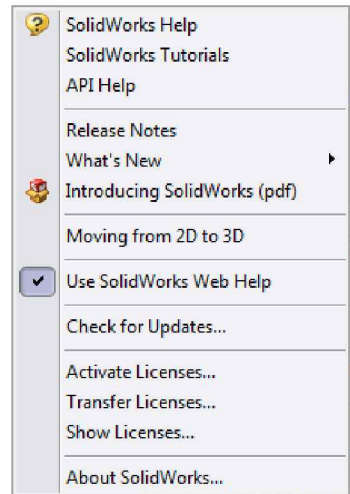 SolidWorks Help
SolidWorks Tutorials
API Help
Release Notes
What's New
Introducing SolidWorks (pdf)
Moving from 2D to 3D
Use SolidWorks Web Help
Check for Updates...
Activate Licenses...
Transfer Licenses...
Show Licenses...
About SolidWorks...